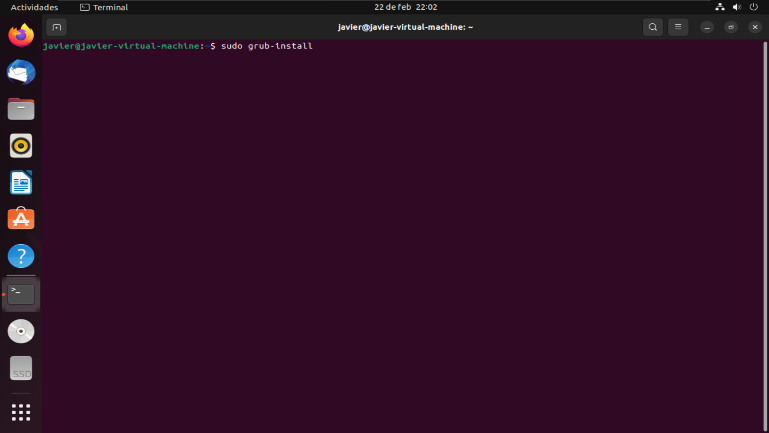 Actividades
Terminal
22 de feb 22:02
javier@javier-virtual-machine: ~
javier@javier-virtual-machine:~$ sudo grub-install
>_
?
SSD